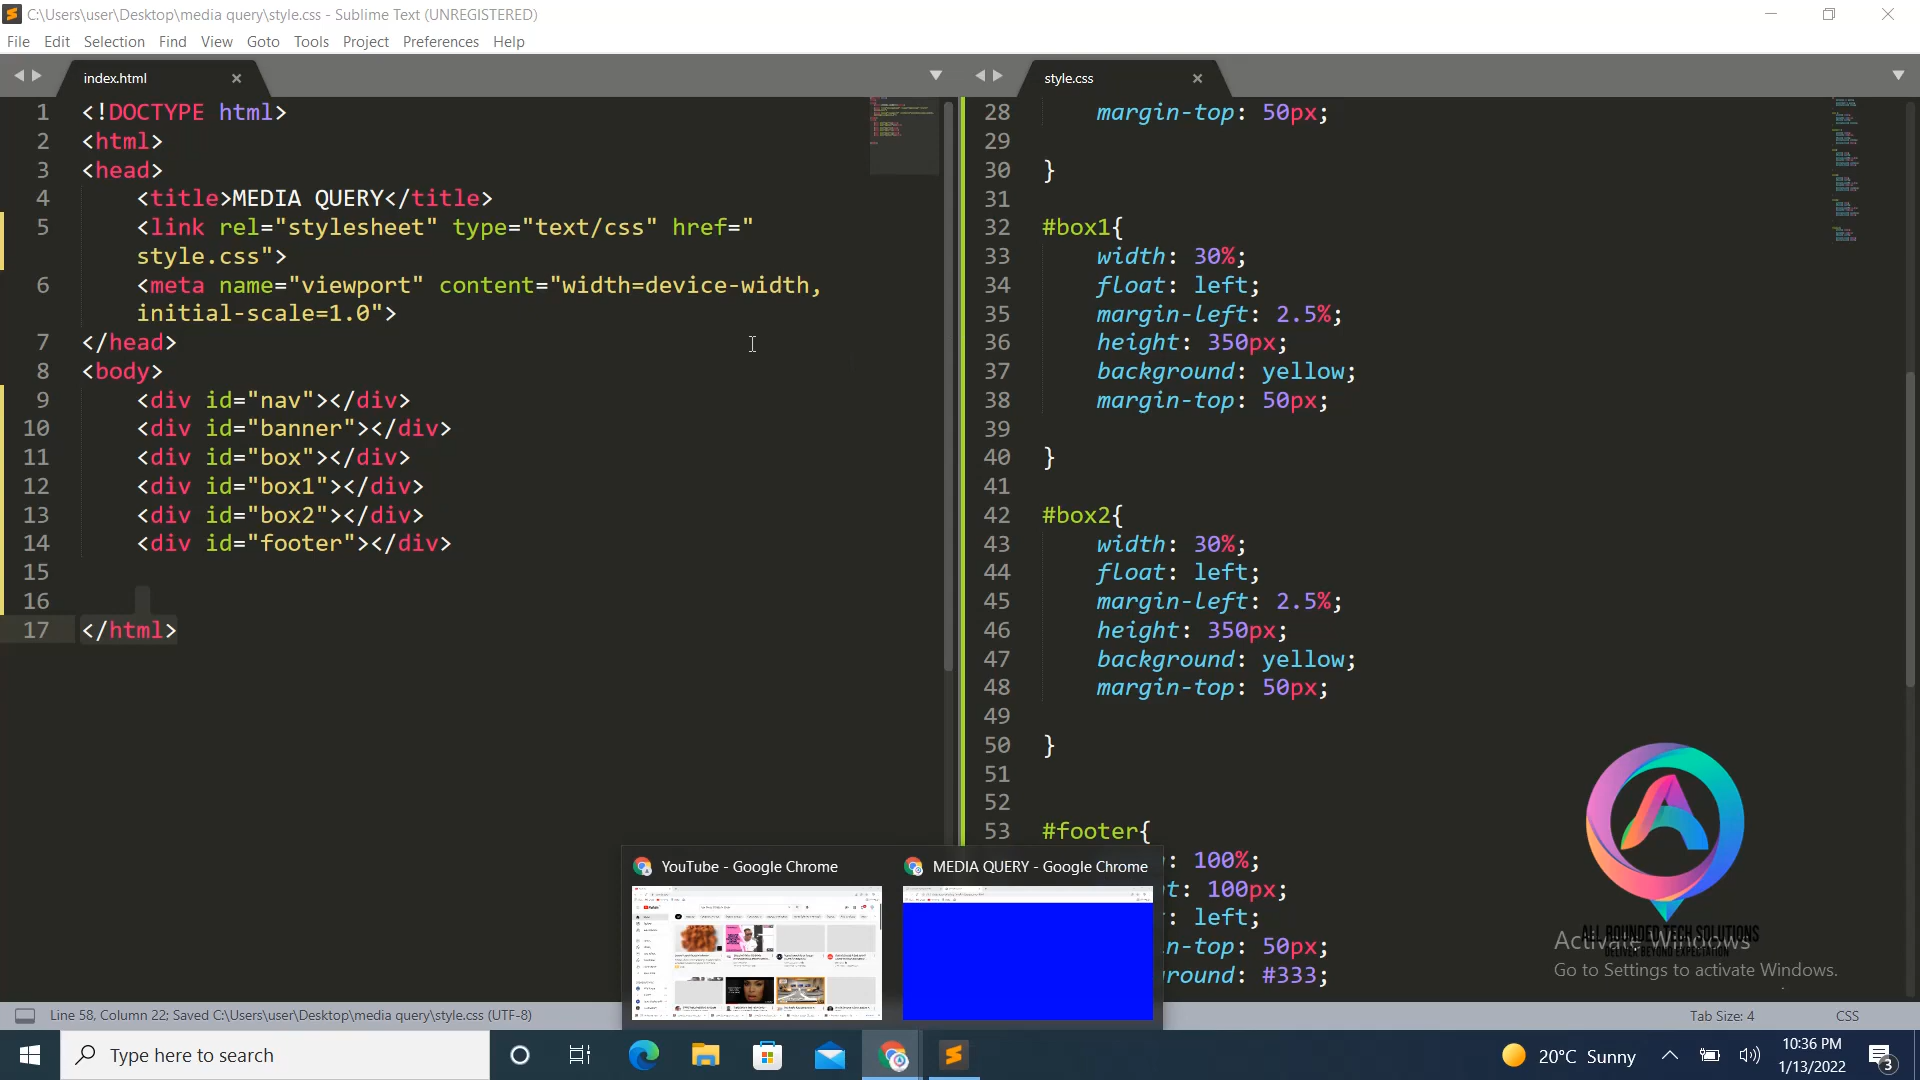 C:\Users\user\Desktop\media query\style.css - Sublime Text (UNREGISTERED)
File Edit Selection Find View Goto Tools Project Preferences Help
index.html
1 <!DOCTYPE html>
2 <html>
3 <head>
4 <title>MEDIA QUERY</title>
5 <link rel="stylesheet" type="text/css" href="
style.css">
6 <meta name="viewport" content="width=device-width,
initial-scale=1.0">
7 </head>
8 <body>
9 <div id="nav"></div>
10 <div id="banner"></div>
11 <div id="box"></div>
12 <div id="box1"></div>
13 <div id="box2"></div>
14 <div id="footer"></div>
15
16
17 </html>
style.css
28 margin-top: 50px;
29
30 }
31
32 #box1{
33 width: 30%;
34 float: left;
35 margin-left: 2.5%;
36 height: 350px;
37 background: yellow;
38 margin-top: 50px;
39
40 }
41
42 #box2{
43 width: 30%;
44 float: left;
45 margin-left: 2.5%;
46 height: 350px;
47 background: yellow;
48 margin-top: 50px;
49
50 }
51
52
53 #footer{
: 100%;
t: 100px;
: left;
n-top: 50px;
round: #333;
YouTube - Google Chrome
MEDIA QUERY - Google Chrome
ALL ROUNDED TECH SOLUTIONS
DELIVER BEYOND EXPECTATION
Activate Windows
Go to Settings to activate Windows.
Line 58, Column 22; Saved C:\Users\user\Desktop\media query\style.css (UTF-8)
Tab Size: 4
CSS
Type here to search
20°C Sunny
10:36 PM
1/13/2022
3